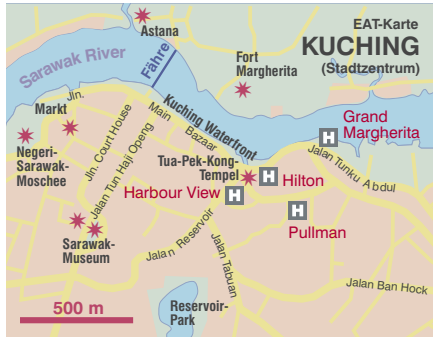 EAT-Karte
KUCHING
(Stadtzentrum)
Astana
Sarawak River
Fähre
Fort
Margherita
Jln.
Markt
Main
Bazaar
Kuching Waterfront
Grand
Margherita
Negeri-
Sarawak-
Moschee
Jln. Court House
Jalan Tun Haji Openg
Tua-Pek-Kong-
Tempel
Jalan Tunku Abdul
H
H
Hilton
Harbour View
H
H
Pullman
Sarawak-
Museum
Jalan Reservoir
Jalan Tabuan
Jalan Ban Hock
500 m
Reservoir-
Park